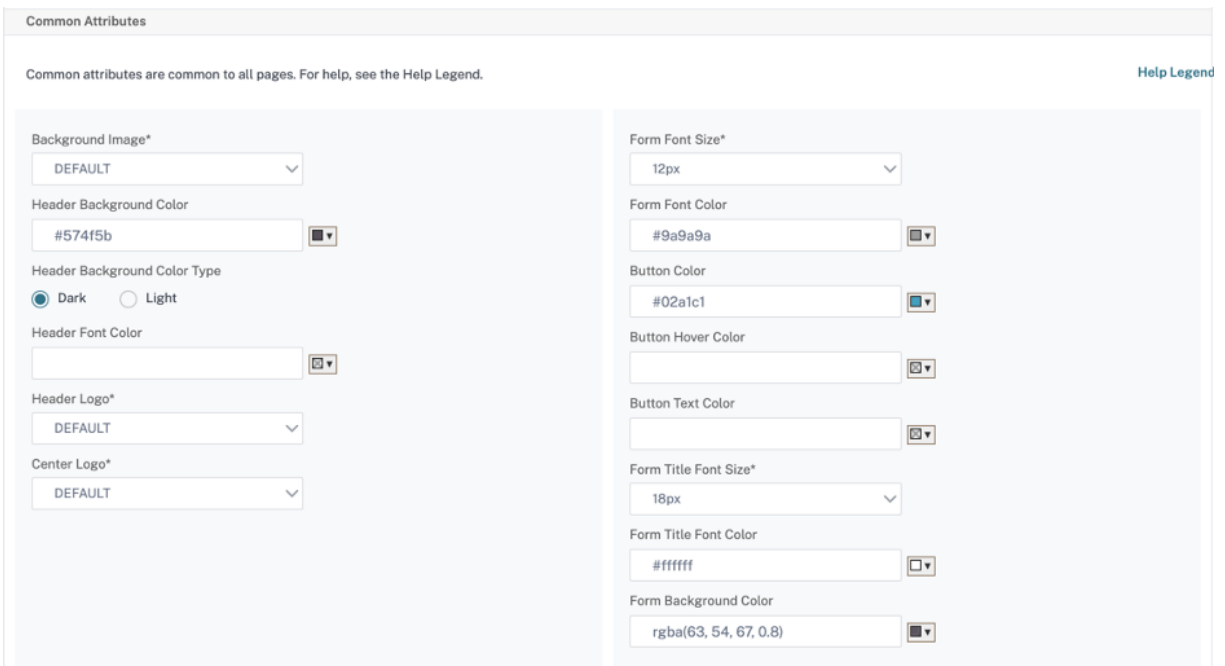 Common Attributes
Common attributes are common to all pages. For help, see the Help Legend.
Help Legend
Background Image*
DEFAULT
Header Background Color
#574f5b
Header Background Color Type
Dark
Light
Header Font Color
Header Logo*
DEFAULT
Center Logo*
DEFAULT
Form Font Size*
12px
Form Font Color
#9a9a9a
Button Color
#02a1c1
Button Hover Color
Button Text Color
Form Title Font Size*
18px
Form Title Font Color
#ffffff
Form Background Color
rgba(63, 54, 67, 0.8)